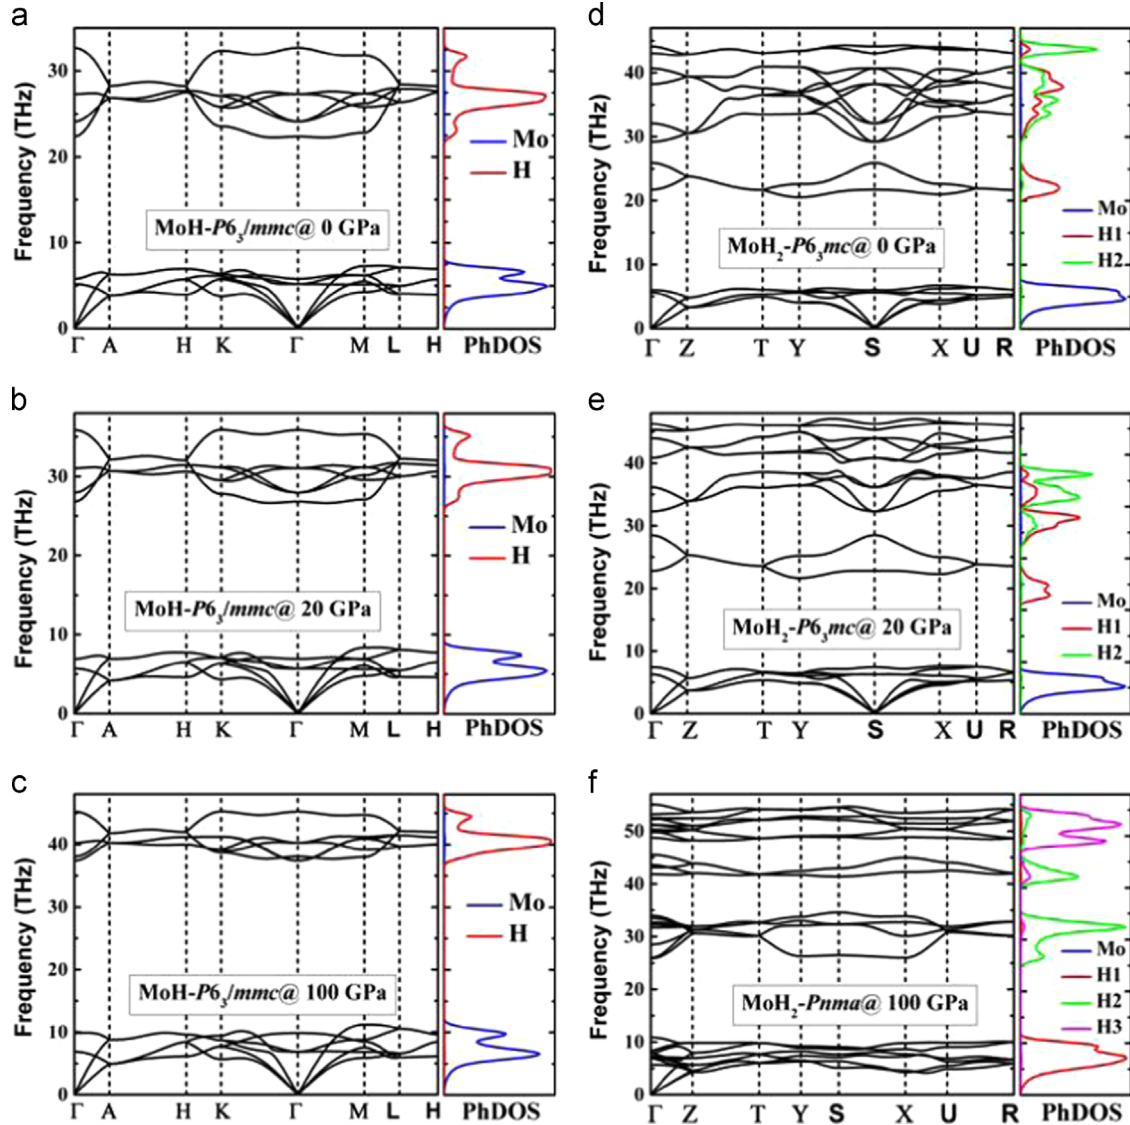 a
Frequency (THz)
30
20
10
0
Mo
H
MoH-P6₃/mmc@ 0 GPa
Γ A H K Γ M L H PhDOS
d
Frequency (THz)
40
30
20
10
0
MoH₂-P6₃mc@ 0 GPa
Mo
H1
H2
Γ Z T Y S X U R PhDOS
b
Frequency (THz)
30
20
10
0
Mo
H
MoH-P6₃/mmc@ 20 GPa
Γ A H K Γ M L H PhDOS
e
Frequency (THz)
40
30
20
10
0
MoH₂-P6₃mc@ 20 GPa
Mo
H1
H2
Γ Z T Y S X U R PhDOS
c
Frequency (THz)
40
30
20
10
0
Mo
H
MoH-P6₃/mmc@ 100 GPa
Γ A H K Γ M L H PhDOS
f
Frequency (THz)
50
40
30
20
10
0
MoH₂-Pnma@ 100 GPa
Mo
H1
H2
H3
Γ Z T Y S X U R PhDOS